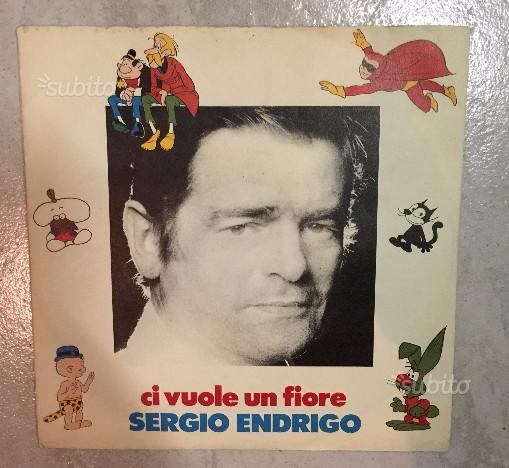 subito
ci vuole un fiore
subito
SERGIO ENDRIGO